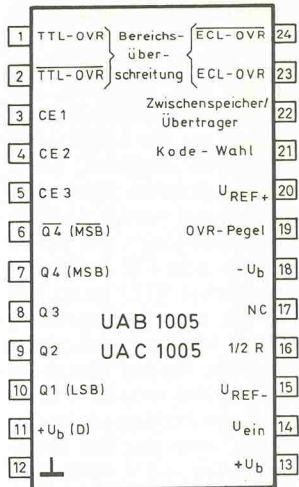 1 TTL-OVR Bereichs- ECL-OVR 24
über-
2 TTL-OVR schreitung ECL-OVR 23
3 CE1 Zwischenspeicher/ Übertrager 22
4 CE2 Kode - Wahl 21
5 CE3 UREF+ 20
6 Q4 (MSB) OVR-Pegel 19
7 Q4 (MSB) -Ub 18
8 Q3 NC 17
UAB 1005
9 Q2 1/2 R 16
UAC 1005
10 Q1 (LSB) UREF- 15
11 +Ub (D) Uein 14
12 ⊥ +Ub 13